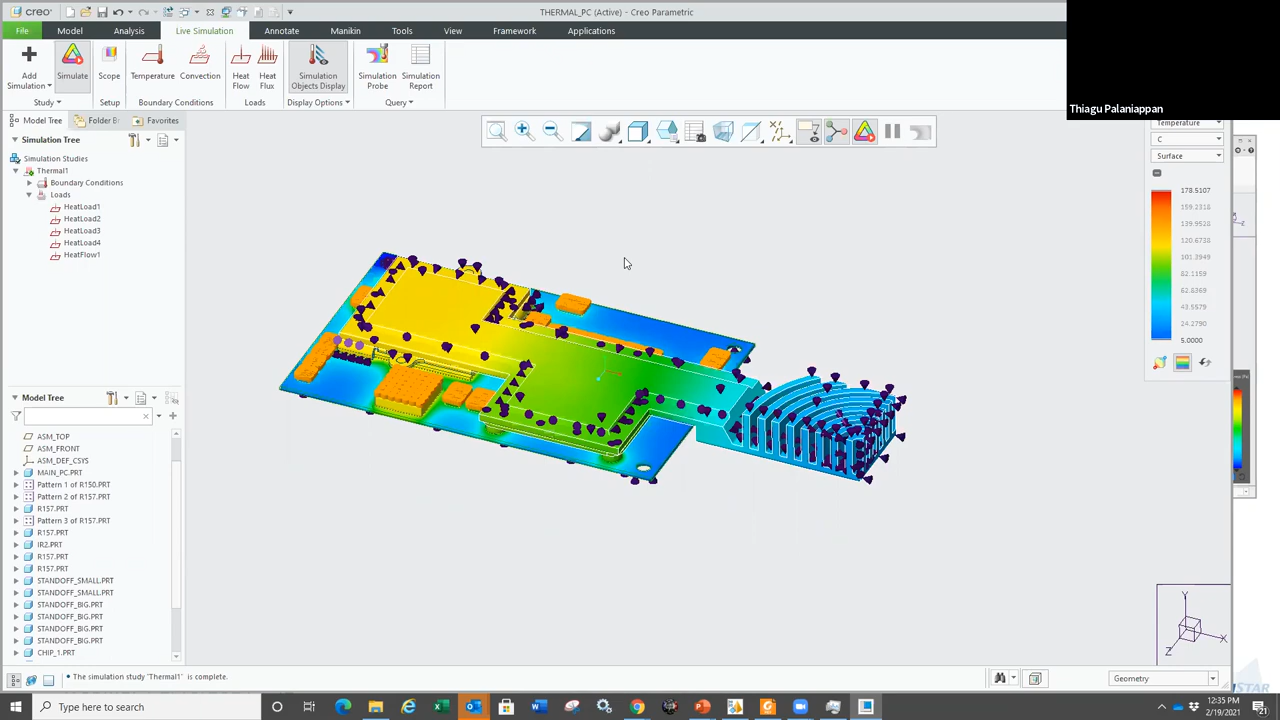 creo
THERMAL_PC (Active) - Creo Parametric
File
Model
Analysis
Live Simulation
Annotate
Manikin
Tools
View
Framework
Applications
Add
Simulation
Simulate
Scope
Temperature
Convection
Heat
Flow
Heat
Flux
Simulation
Objects Display
Simulation
Probe
Simulation
Report
Study
Setup
Boundary Conditions
Loads
Display Options
Query
Thiagu Palaniappan
Model Tree
Folder B:
Favorites
Simulation Tree
Simulation Studies
Thermal1
Boundary Conditions
Loads
HeatLoad1
HeatLoad2
HeatLoad3
HeatLoad4
HeatFlow1
Temperature
C
Surface
178.5107
159.2318
139.9528
120.6738
101.3949
82.1159
62.8369
43.5579
24.2790
5.0000
Model Tree
ASM_TOP
ASM_FRONT
ASM_DEF_CSYS
MAIN_PC.PRT
Pattern 1 of R150.PRT
Pattern 2 of R157.PRT
R157.PRT
Pattern 3 of R157.PRT
R157.PRT
IR2.PRT
R157.PRT
R157.PRT
STANDOFF_SMALL.PRT
STANDOFF_SMALL.PRT
STANDOFF_BIG.PRT
STANDOFF_BIG.PRT
STANDOFF_BIG.PRT
STANDOFF_BIG.PRT
CHIP_1.PRT
Y
X
Z
• The simulation study 'Thermal1' is complete.
Geometry
Type here to search
12:35 PM
2/19/2021
21